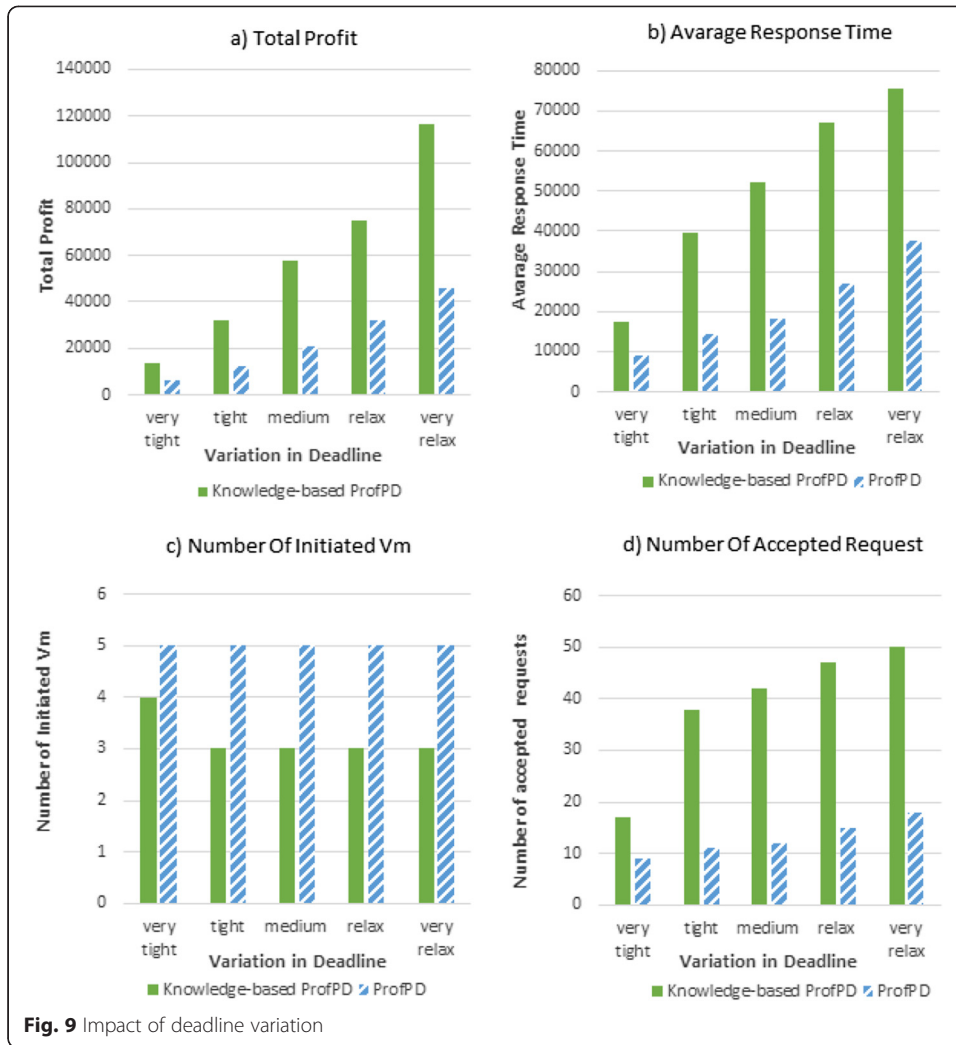 a) Total Profit
140000
120000
100000
80000
60000
40000
20000
0
Total Profit
very tight
tight
medium
relax
very relax
Variation in Deadline
Knowledge-based ProfPD
ProfPD
b) Avarage Response Time
80000
70000
60000
50000
40000
30000
20000
10000
0
Avarage Response Time
very tight
tight
medium
relax
very relax
Variation in Deadline
Knowledge-based ProfPD
ProfPD
c) Number Of Initiated Vm
6
5
4
3
2
1
0
Number of Initiated Vm
very tight
tight
medium
relax
very relax
Variation in Deadline
Knowledge-based ProfPD
ProfPD
d) Number Of Accepted Request
60
50
40
30
20
10
0
Number of accepted requests
very tight
tight
medium
relax
very relax
Variation in Deadline
Knowledge-based ProfPD
ProfPD
Fig. 9 Impact of deadline variation